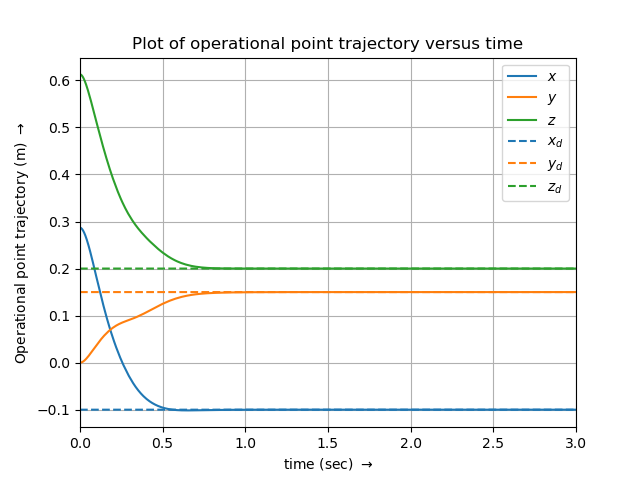 Plot of operational point trajectory versus time
Operational point trajectory (m) →
0.6
0.5
0.4
0.3
0.2
0.1
0.0
−0.1
0.0 0.5 1.0 1.5 2.0 2.5 3.0
time (sec) →
x
y
z
x_d
y_d
z_d